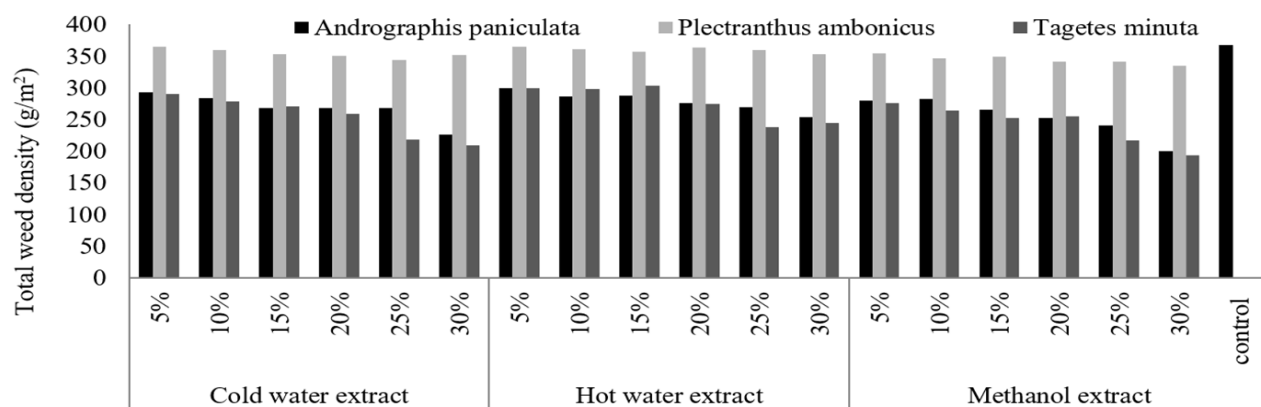 Andrographis paniculata Plectranthus ambonicus Tagetes minuta
Total weed density (g/m²)
400
350
300
250
200
150
100
50
0
5% 10% 15% 20% 25% 30% 5% 10% 15% 20% 25% 30% 5% 10% 15% 20% 25% 30% control
Cold water extract Hot water extract Methanol extract